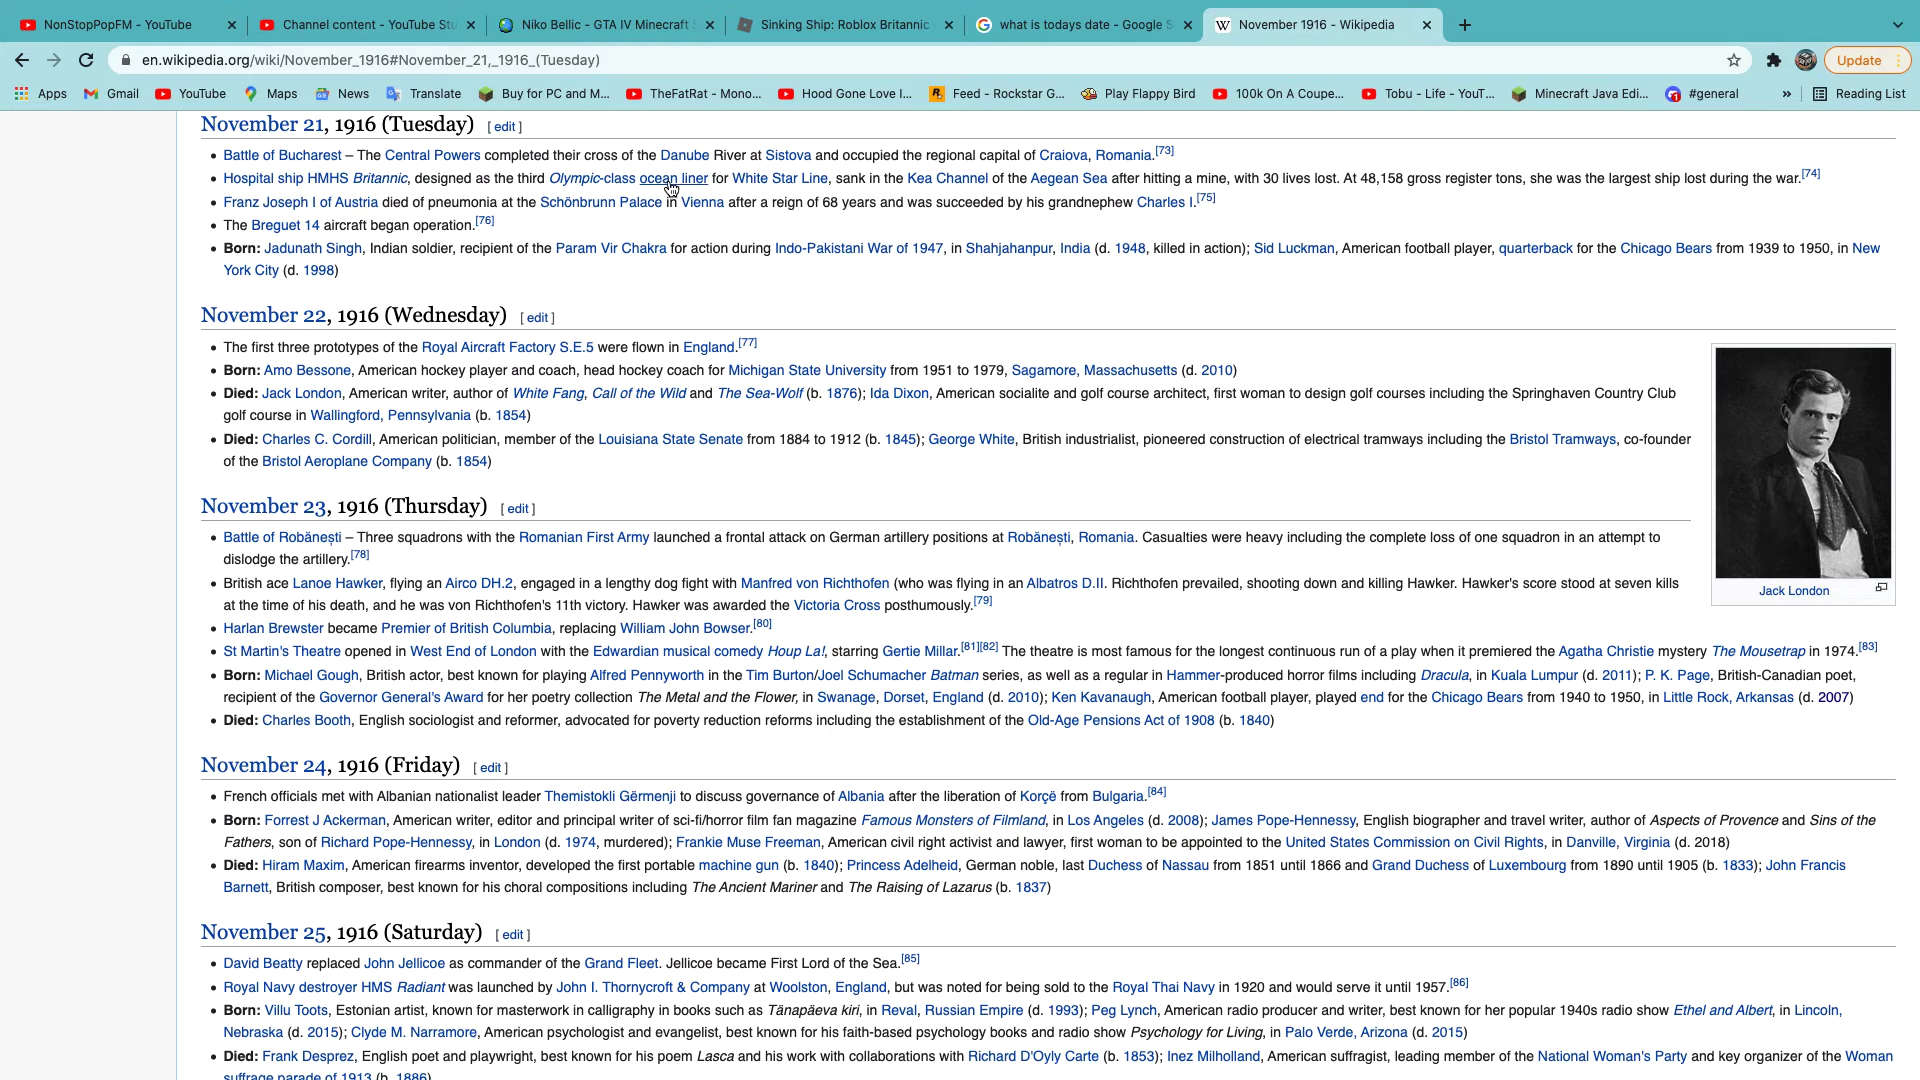 NonStopPopFM - YouTube
Channel content - YouTube Stu
Niko Bellic - GTA IV Minecraft
Sinking Ship: Roblox Britannic
what is todays date - Google S
November 1916 - Wikipedia
en.wikipedia.org/wiki/November_1916#November_21,_1916_(Tuesday)
Update
Apps Gmail YouTube Maps News Translate Buy for PC and M... TheFatRat - Mono... Hood Gone Love I... Feed - Rockstar G... Play Flappy Bird 100k On A Coupe... Tobu - Life - YouT... Minecraft Java Edi... #general » Reading List
November 21, 1916 (Tuesday) [ edit ]
• Battle of Bucharest – The Central Powers completed their cross of the Danube River at Sistova and occupied the regional capital of Craiova, Romania.[73]
• Hospital ship HMHS Britannic, designed as the third Olympic-class ocean liner for White Star Line, sank in the Kea Channel of the Aegean Sea after hitting a mine, with 30 lives lost. At 48,158 gross register tons, she was the largest ship lost during the war.[74]
• Franz Joseph I of Austria died of pneumonia at the Schönbrunn Palace in Vienna after a reign of 68 years and was succeeded by his grandnephew Charles I.[75]
• The Breguet 14 aircraft began operation.[76]
• Born: Jadunath Singh, Indian soldier, recipient of the Param Vir Chakra for action during Indo-Pakistani War of 1947, in Shahjahanpur, India (d. 1948, killed in action); Sid Luckman, American football player, quarterback for the Chicago Bears from 1939 to 1950, in New
York City (d. 1998)
November 22, 1916 (Wednesday) [ edit ]
• The first three prototypes of the Royal Aircraft Factory S.E.5 were flown in England.[77]
• Born: Amo Bessone, American hockey player and coach, head hockey coach for Michigan State University from 1951 to 1979, Sagamore, Massachusetts (d. 2010)
• Died: Jack London, American writer, author of White Fang, Call of the Wild and The Sea-Wolf (b. 1876); Ida Dixon, American socialite and golf course architect, first woman to design golf courses including the Springhaven Country Club
golf course in Wallingford, Pennsylvania (b. 1854)
• Died: Charles C. Cordill, American politician, member of the Louisiana State Senate from 1884 to 1912 (b. 1845); George White, British industrialist, pioneered construction of electrical tramways including the Bristol Tramways, co-founder
of the Bristol Aeroplane Company (b. 1854)
Jack London
November 23, 1916 (Thursday) [ edit ]
• Battle of Robănești – Three squadrons with the Romanian First Army launched a frontal attack on German artillery positions at Robănești, Romania. Casualties were heavy including the complete loss of one squadron in an attempt to
dislodge the artillery.[78]
• British ace Lanoe Hawker, flying an Airco DH.2, engaged in a lengthy dog fight with Manfred von Richthofen (who was flying in an Albatros D.II. Richthofen prevailed, shooting down and killing Hawker. Hawker's score stood at seven kills
at the time of his death, and he was von Richthofen's 11th victory. Hawker was awarded the Victoria Cross posthumously.[79]
• Harlan Brewster became Premier of British Columbia, replacing William John Bowser.[80]
• St Martin's Theatre opened in West End of London with the Edwardian musical comedy Houp La!, starring Gertie Millar.[81][82] The theatre is most famous for the longest continuous run of a play when it premiered the Agatha Christie mystery The Mousetrap in 1974.[83]
• Born: Michael Gough, British actor, best known for playing Alfred Pennyworth in the Tim Burton/Joel Schumacher Batman series, as well as a regular in Hammer-produced horror films including Dracula, in Kuala Lumpur (d. 2011); P. K. Page, British-Canadian poet,
recipient of the Governor General's Award for her poetry collection The Metal and the Flower, in Swanage, Dorset, England (d. 2010); Ken Kavanaugh, American football player, played end for the Chicago Bears from 1940 to 1950, in Little Rock, Arkansas (d. 2007)
• Died: Charles Booth, English sociologist and reformer, advocated for poverty reduction reforms including the establishment of the Old-Age Pensions Act of 1908 (b. 1840)
November 24, 1916 (Friday) [ edit ]
• French officials met with Albanian nationalist leader Themistokli Gërmenji to discuss governance of Albania after the liberation of Korçë from Bulgaria.[84]
• Born: Forrest J Ackerman, American writer, editor and principal writer of sci-fi/horror film fan magazine Famous Monsters of Filmland, in Los Angeles (d. 2008); James Pope-Hennessy, English biographer and travel writer, author of Aspects of Provence and Sins of the
Fathers, son of Richard Pope-Hennessy, in London (d. 1974, murdered); Frankie Muse Freeman, American civil right activist and lawyer, first woman to be appointed to the United States Commission on Civil Rights, in Danville, Virginia (d. 2018)
• Died: Hiram Maxim, American firearms inventor, developed the first portable machine gun (b. 1840); Princess Adelheid, German noble, last Duchess of Nassau from 1851 until 1866 and Grand Duchess of Luxembourg from 1890 until 1905 (b. 1833); John Francis
Barnett, British composer, best known for his choral compositions including The Ancient Mariner and The Raising of Lazarus (b. 1837)
November 25, 1916 (Saturday) [ edit ]
• David Beatty replaced John Jellicoe as commander of the Grand Fleet. Jellicoe became First Lord of the Sea.[85]
• Royal Navy destroyer HMS Radiant was launched by John I. Thornycroft & Company at Woolston, England, but was noted for being sold to the Royal Thai Navy in 1920 and would serve it until 1957.[86]
• Born: Villu Toots, Estonian artist, known for masterwork in calligraphy in books such as Tänapäeva kiri, in Reval, Russian Empire (d. 1993); Peg Lynch, American radio producer and writer, best known for her popular 1940s radio show Ethel and Albert, in Lincoln,
Nebraska (d. 2015); Clyde M. Narramore, American psychologist and evangelist, best known for his faith-based psychology books and radio show Psychology for Living, in Palo Verde, Arizona (d. 2015)
• Died: Frank Desprez, English poet and playwright, best known for his poem Lasca and his work with collaborations with Richard D'Oyly Carte (b. 1853); Inez Milholland, American suffragist, leading member of the National Woman's Party and key organizer of the Woman
suffrage parade of 1913 (b. 1886)